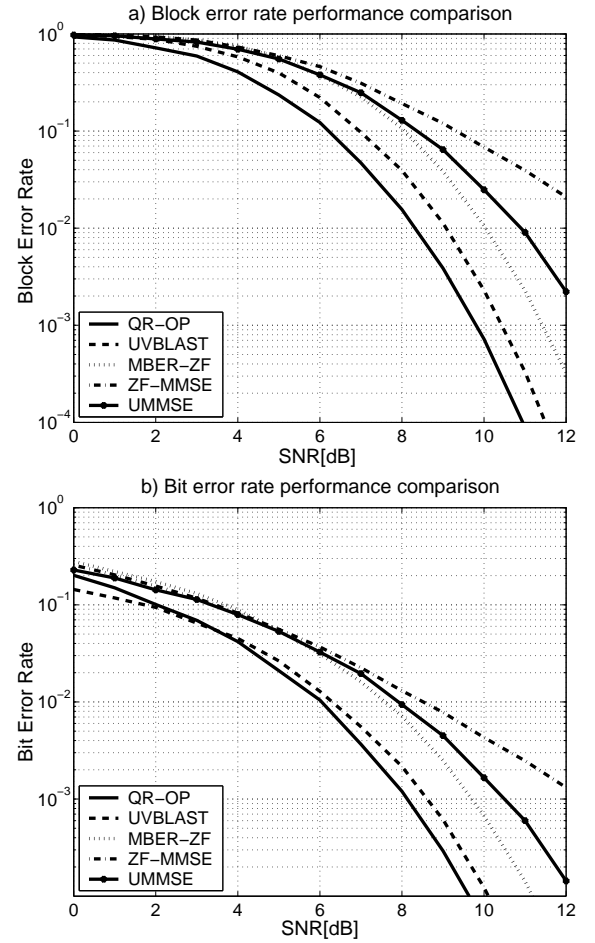 a) Block error rate performance comparison
10^0
10^−1
10^−2
10^−3
10^−4
Block Error Rate
QR−OP
UVBLAST
MBER−ZF
ZF−MMSE
UMMSE
0 2 4 6 8 10 12
SNR[dB]
b) Bit error rate performance comparison
10^0
10^−1
10^−2
10^−3
Bit Error Rate
QR−OP
UVBLAST
MBER−ZF
ZF−MMSE
UMMSE
0 2 4 6 8 10 12
SNR[dB]